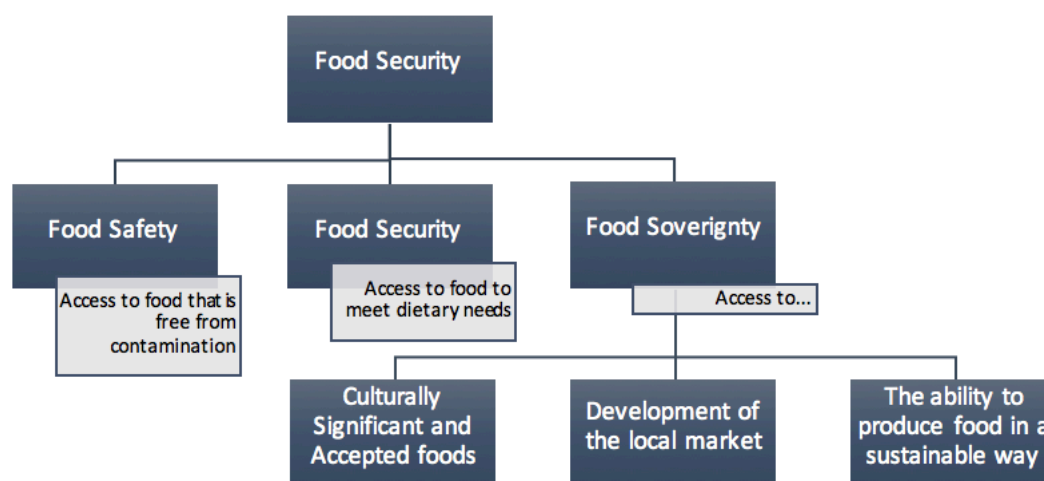 Food Security
Food Safety
Access to food that is
free from
contamination
Food Security
Access to food to
meet dietary needs
Food Soverignty
Access to...
Culturally
Significant and
Accepted foods
Development of
the local market
The ability to
produce food in a
sustainable way